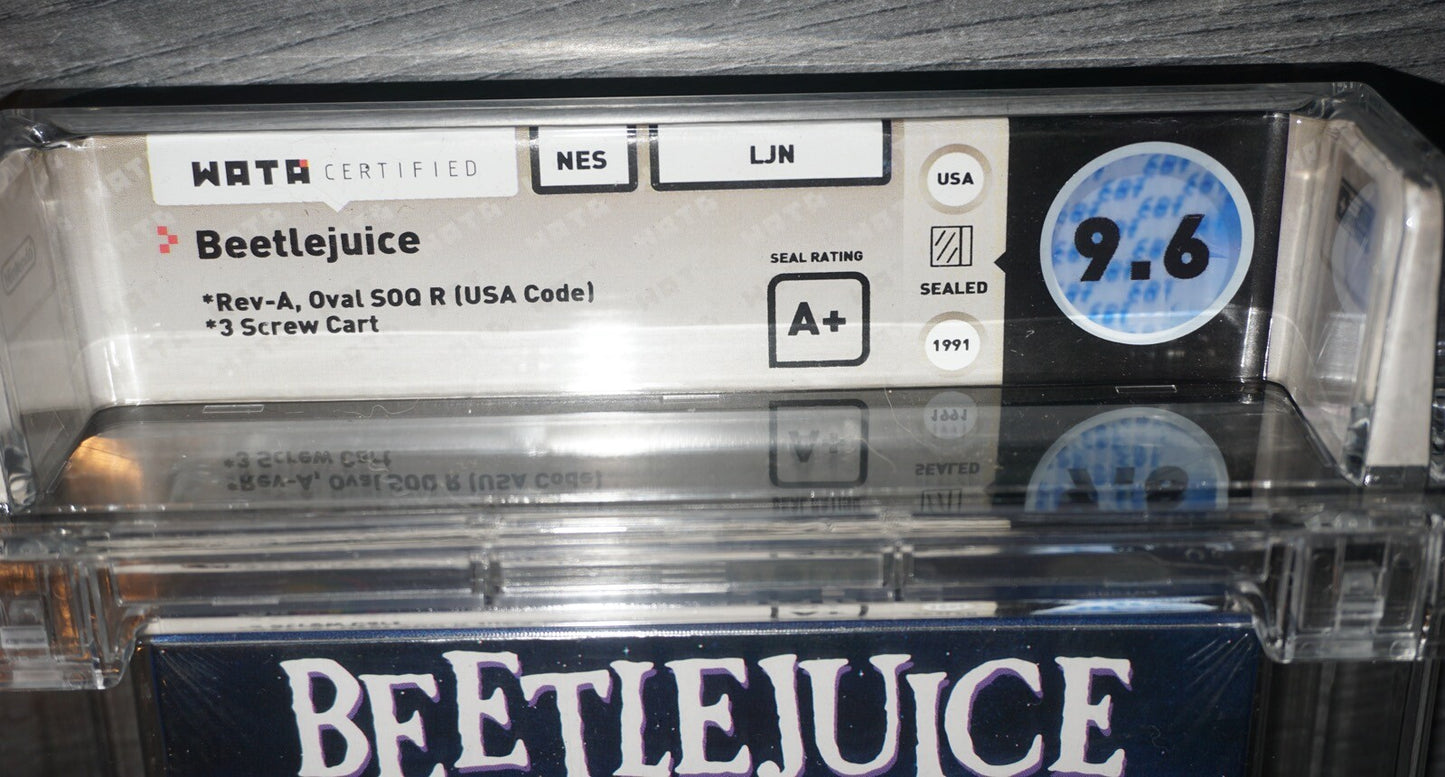 WATA CERTIFIED
NES
LJN
Beetlejuice
*Rev-A, Oval SOQ R (USA Code)
*3 Screw Cart
SEAL RATING
A+
USA
SEALED
1991
9.6
BEETLEJUICE